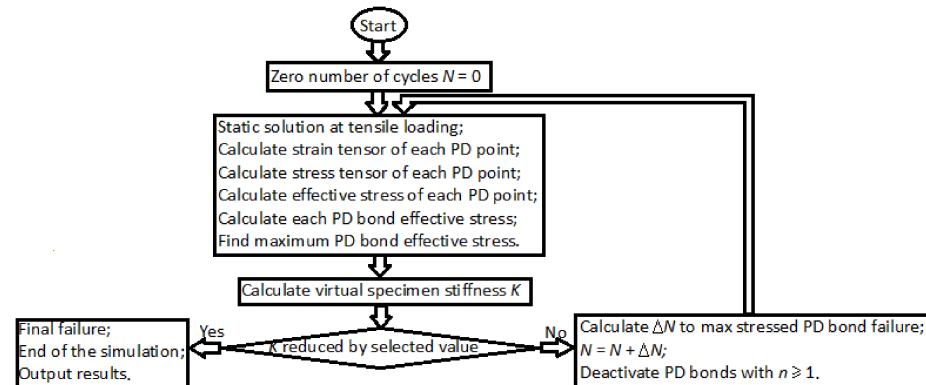 Start
Zero number of cycles N = 0
Static solution at tensile loading;
Calculate strain tensor of each PD point;
Calculate stress tensor of each PD point;
Calculate effective stress of each PD point;
Calculate each PD bond effective stress;
Find maximum PD bond effective stress.
Calculate virtual specimen stiffness K
K reduced by selected value
Yes
Final failure;
End of the simulation;
Output results.
No
Calculate ΔN to max stressed PD bond failure;
N = N + ΔN;
Deactivate PD bonds with n ⩾ 1.